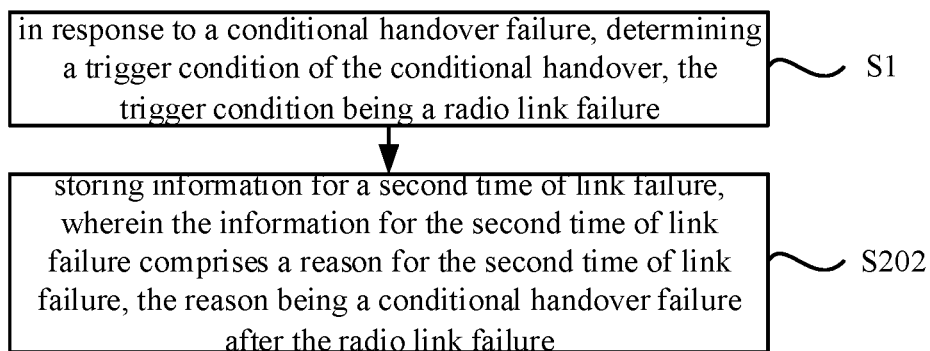 in response to a conditional handover failure, determining
a trigger condition of the conditional handover, the
trigger condition being a radio link failure
S1
storing information for a second time of link failure,
wherein the information for the second time of link
failure comprises a reason for the second time of link
failure, the reason being a conditional handover failure
after the radio link failure
S202